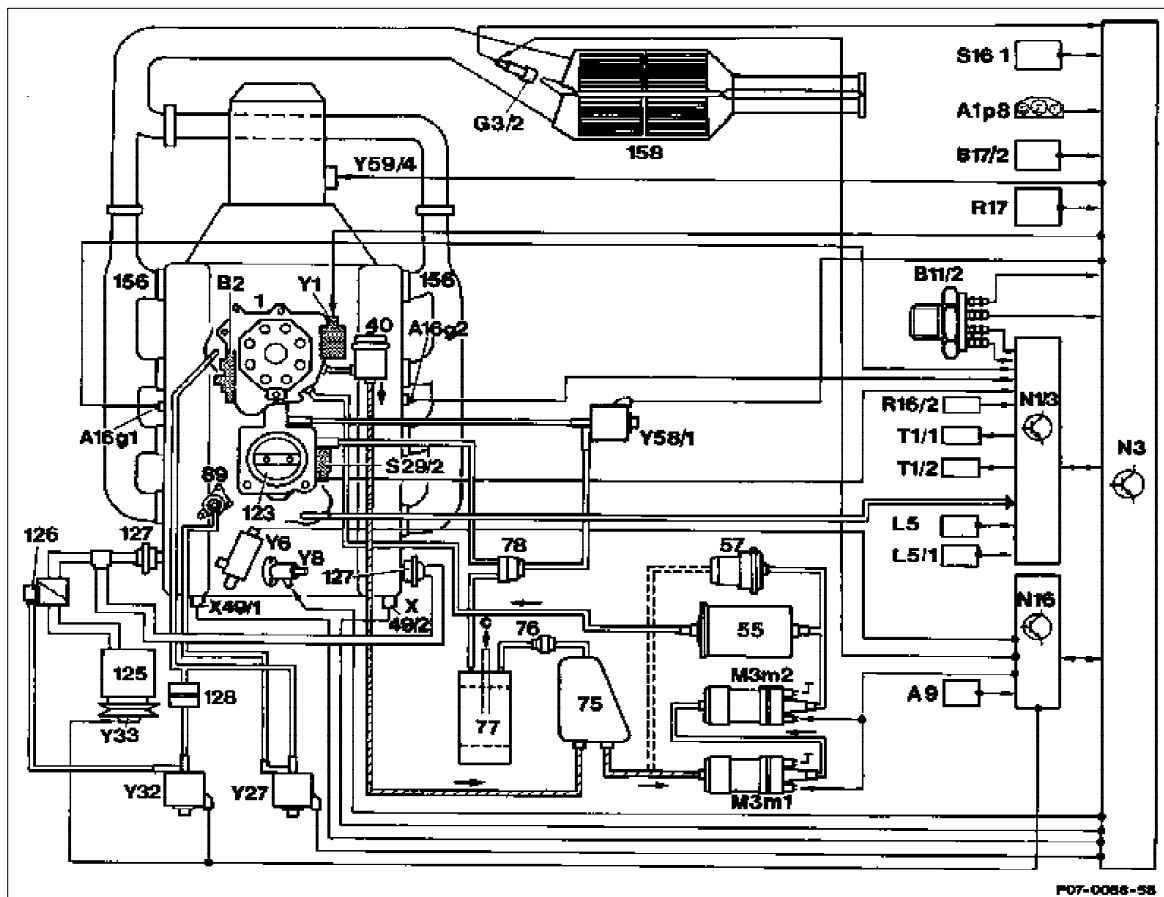 S16 1
G3/2
A1p8
158
B17/2
Y59/4
R17
156
B2
Y1
1
156
B11/2
40
A16g2
N1/3
R16/2
A16g1
Y58/1
T1/1
N3
S29/2
T1/2
89
123
126
127
Y6
78
57
L5
Y8
127
L5/1
X49/1
X
49/2
N16
c
76
55
125
M3m2
128
75
A9
77
Y33
Y32
Y27
M3m1
P07-0086-58